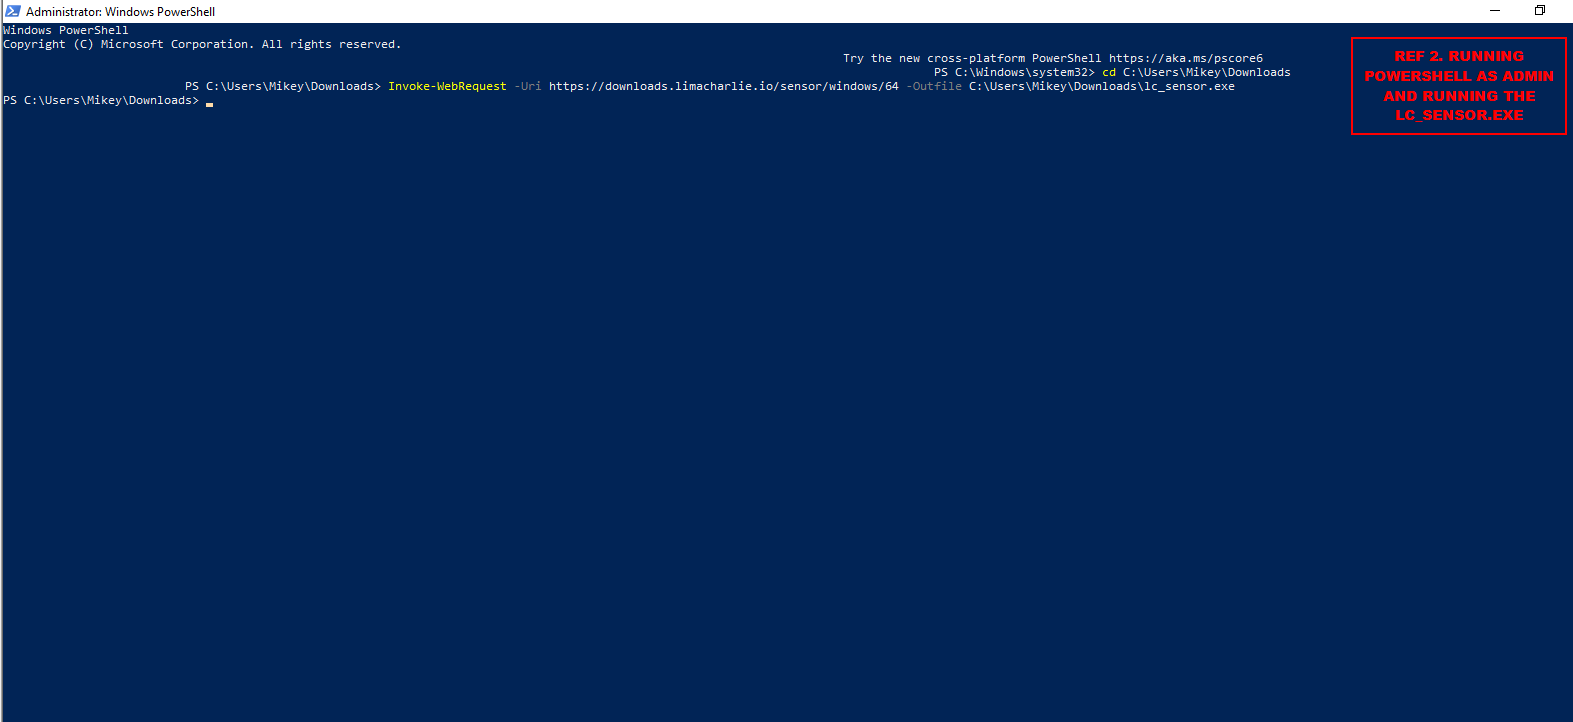 Administrator: Windows PowerShell
Windows PowerShell
Copyright (C) Microsoft Corporation. All rights reserved.
Try the new cross-platform PowerShell https://aka.ms/pscore6
PS C:\Windows\system32> cd C:\Users\Mikey\Downloads
PS C:\Users\Mikey\Downloads> Invoke-WebRequest -Uri https://downloads.limacharlie.io/sensor/windows/64 -Outfile C:\Users\Mikey\Downloads\lc_sensor.exe
PS C:\Users\Mikey\Downloads>
REF 2. RUNNING
POWERSHELL AS ADMIN
AND RUNNING THE
LC_SENSOR.EXE